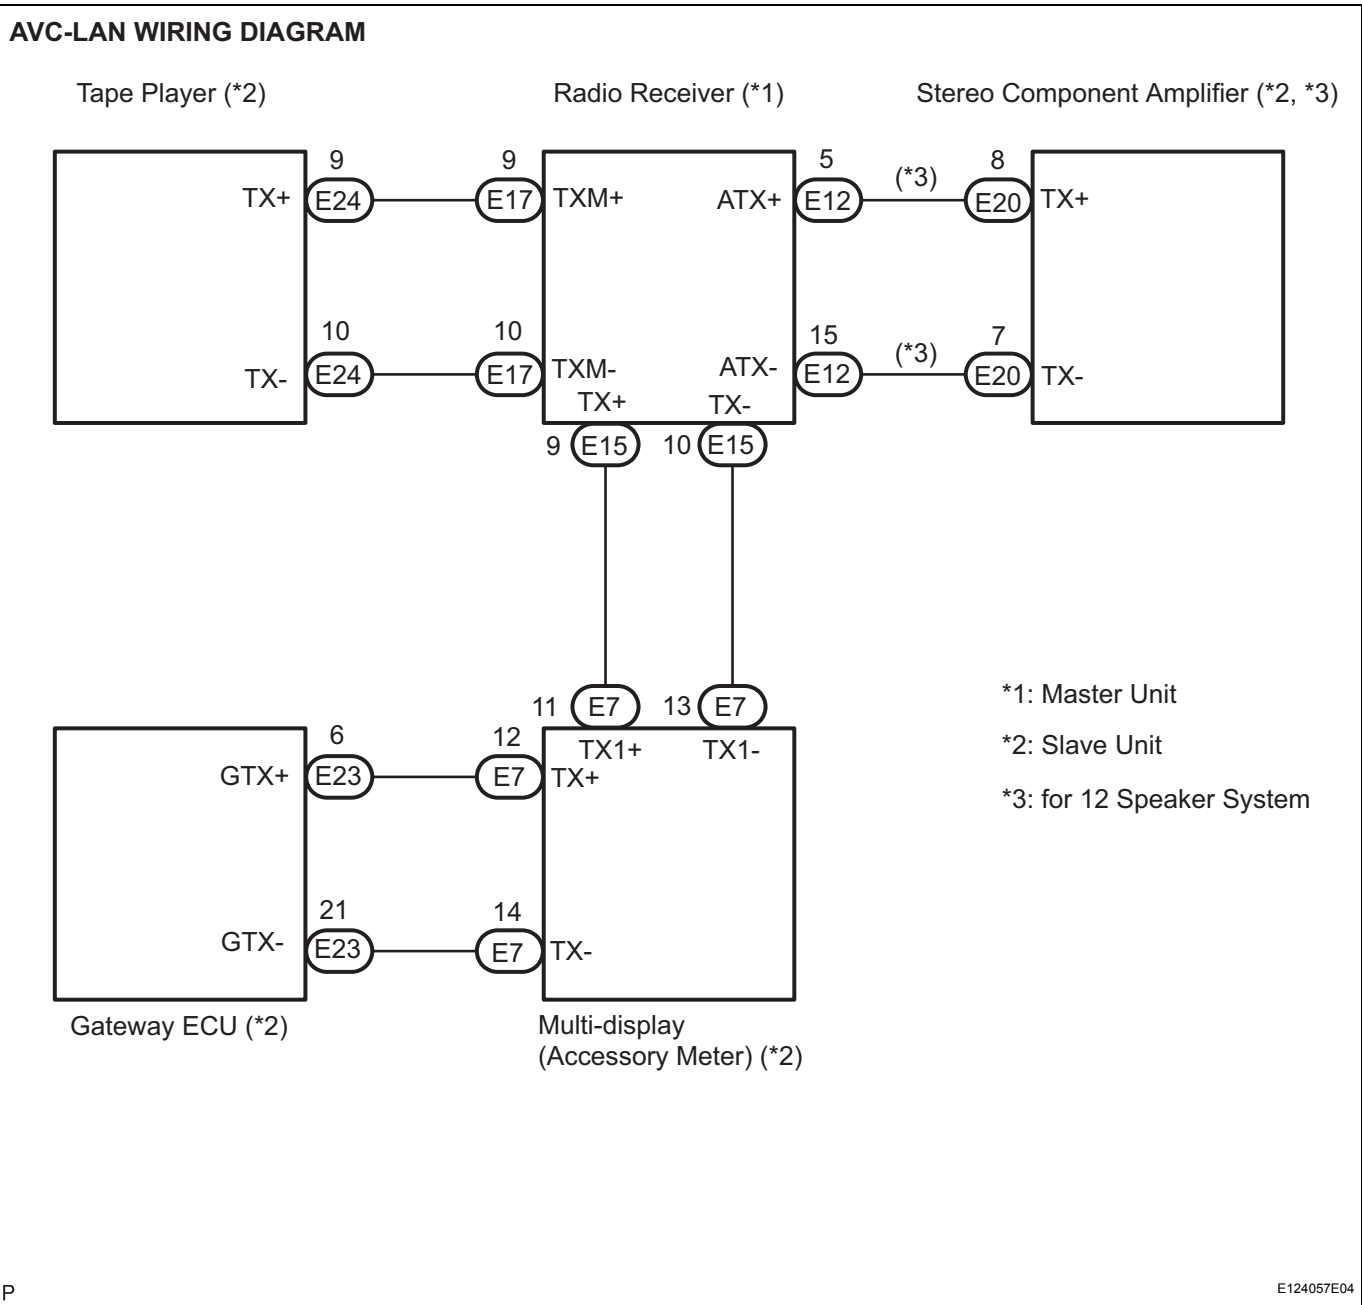 AVC-LAN WIRING DIAGRAM
Tape Player (*2)
Radio Receiver (*1)
Stereo Component Amplifier (*2, *3)
9
9
5
8
TX+
E24
E17
TXM+
ATX+
E12
(*3)
E20
TX+
10
10
15
7
TX-
E24
E17
TXM-
ATX-
E12
(*3)
E20
TX-
TX+
TX-
9
E15
10
E15
11
E7
13
E7
*1: Master Unit
*2: Slave Unit
*3: for 12 Speaker System
TX1+
TX1-
6
12
GTX+
E23
E7
TX+
21
14
GTX-
E23
E7
TX-
Gateway ECU (*2)
Multi-display
(Accessory Meter) (*2)
P
E124057E04